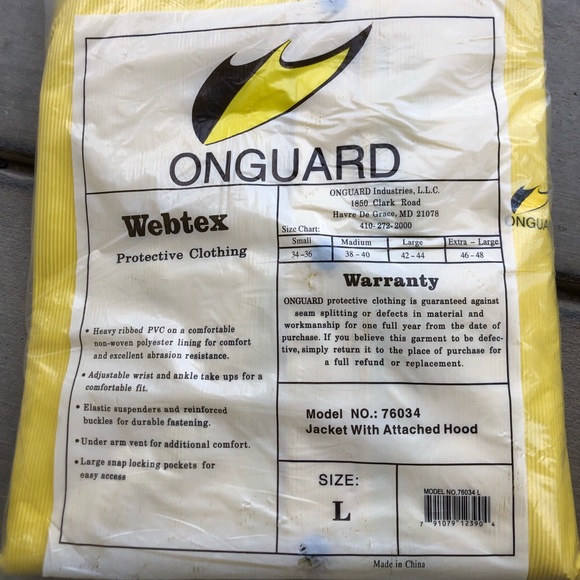 ONGUARD
ONGUARD Industries, L.L.C.
1850 Clark Road
Havre De Grace, MD 21078
410-272-2000
Webtex
Protective Clothing
Size Chart:
Small Medium Large Extra - Large
34-36 38 - 40 42 - 44 46 - 48
Warranty
ONGUARD protective clothing is guaranteed against
seam splitting or defects in material and
workmanship for one full year from the date of
purchase. If you believe this garment to be defec-
tive, simply return it to the place of purchase for
a full refund or replacement.
• Heavy ribbed PVC on a comfortable
non-woven polyester lining for comfort
and excellent abrasion resistance.
• Adjustable wrist and ankle take ups for a
comfortable fit.
• Elastic suspenders and reinforced
buckles for durable fastening.
• Under arm vent for additional comfort.
• Large snap locking pockets for
easy access
Model NO.: 76034
Jacket With Attached Hood
SIZE:
L
MODEL NO.76034 L
7 91079 12390 4
Made in China
ONGUA